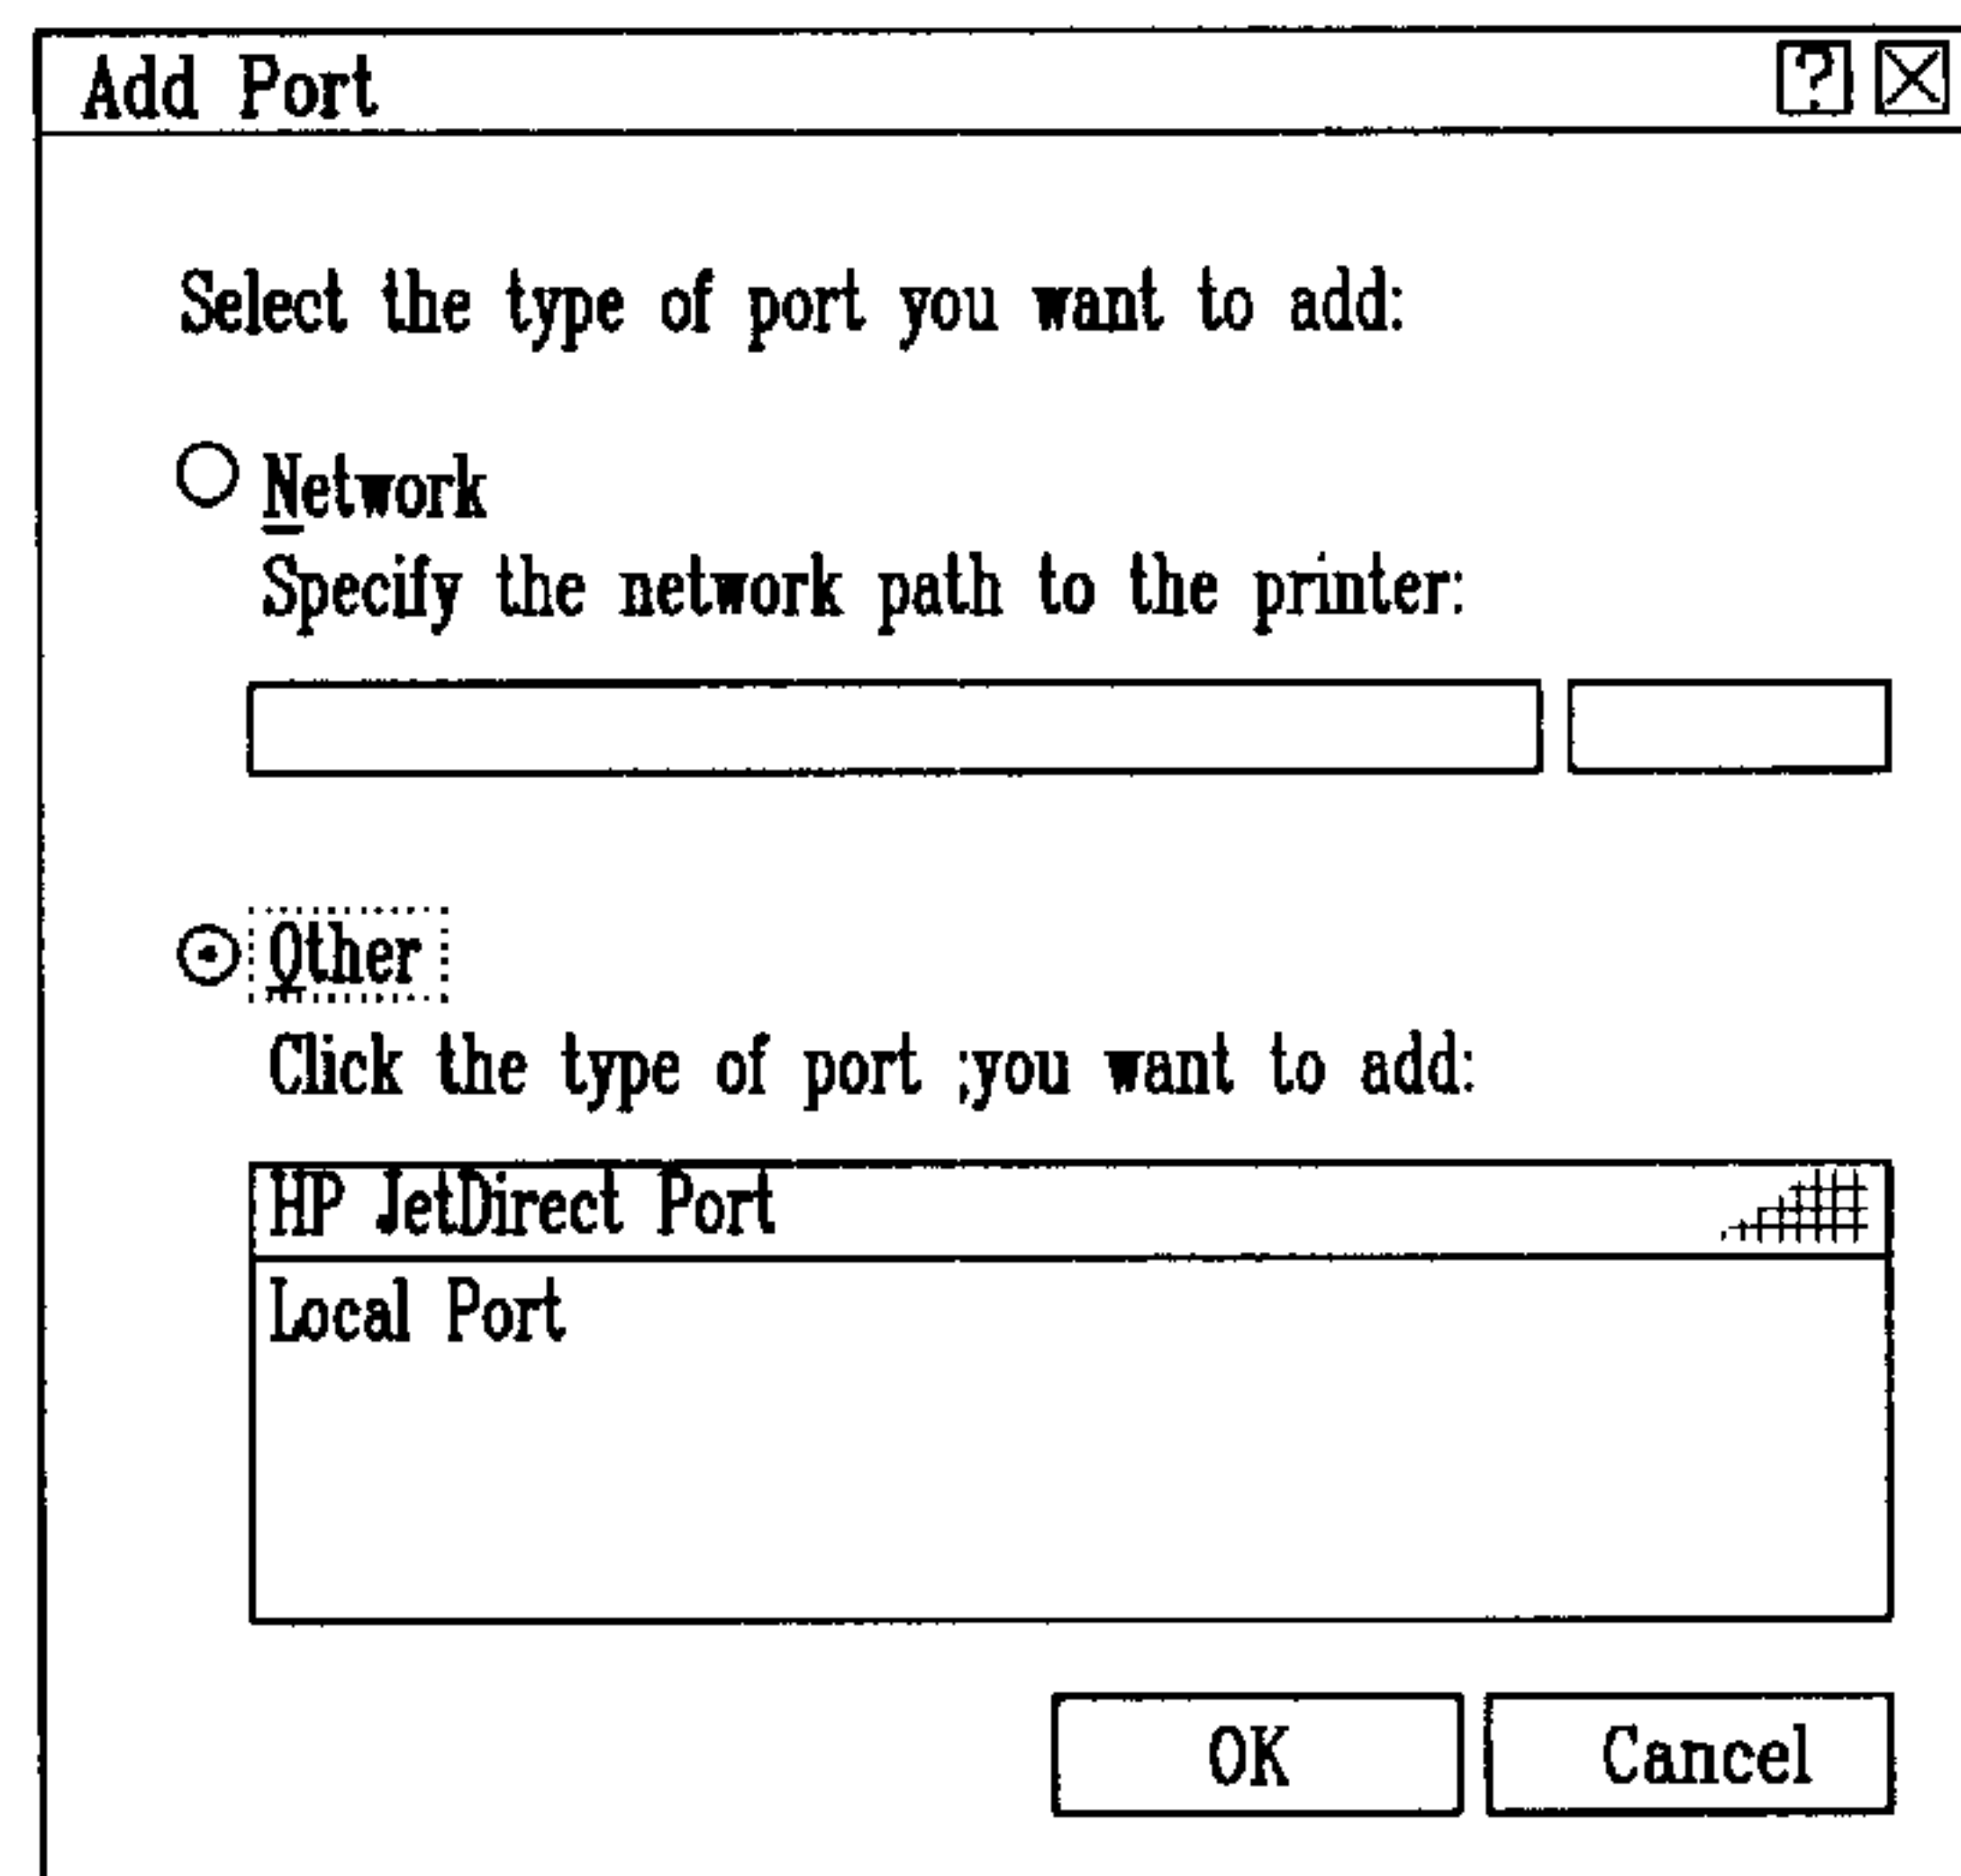 Add Port ?
Select the type of port you want to add:
Network
Specify the network path to the printer:
Other
Click the type of port ;you want to add:
HP JetDirect Port
Local Port
OK Cancel